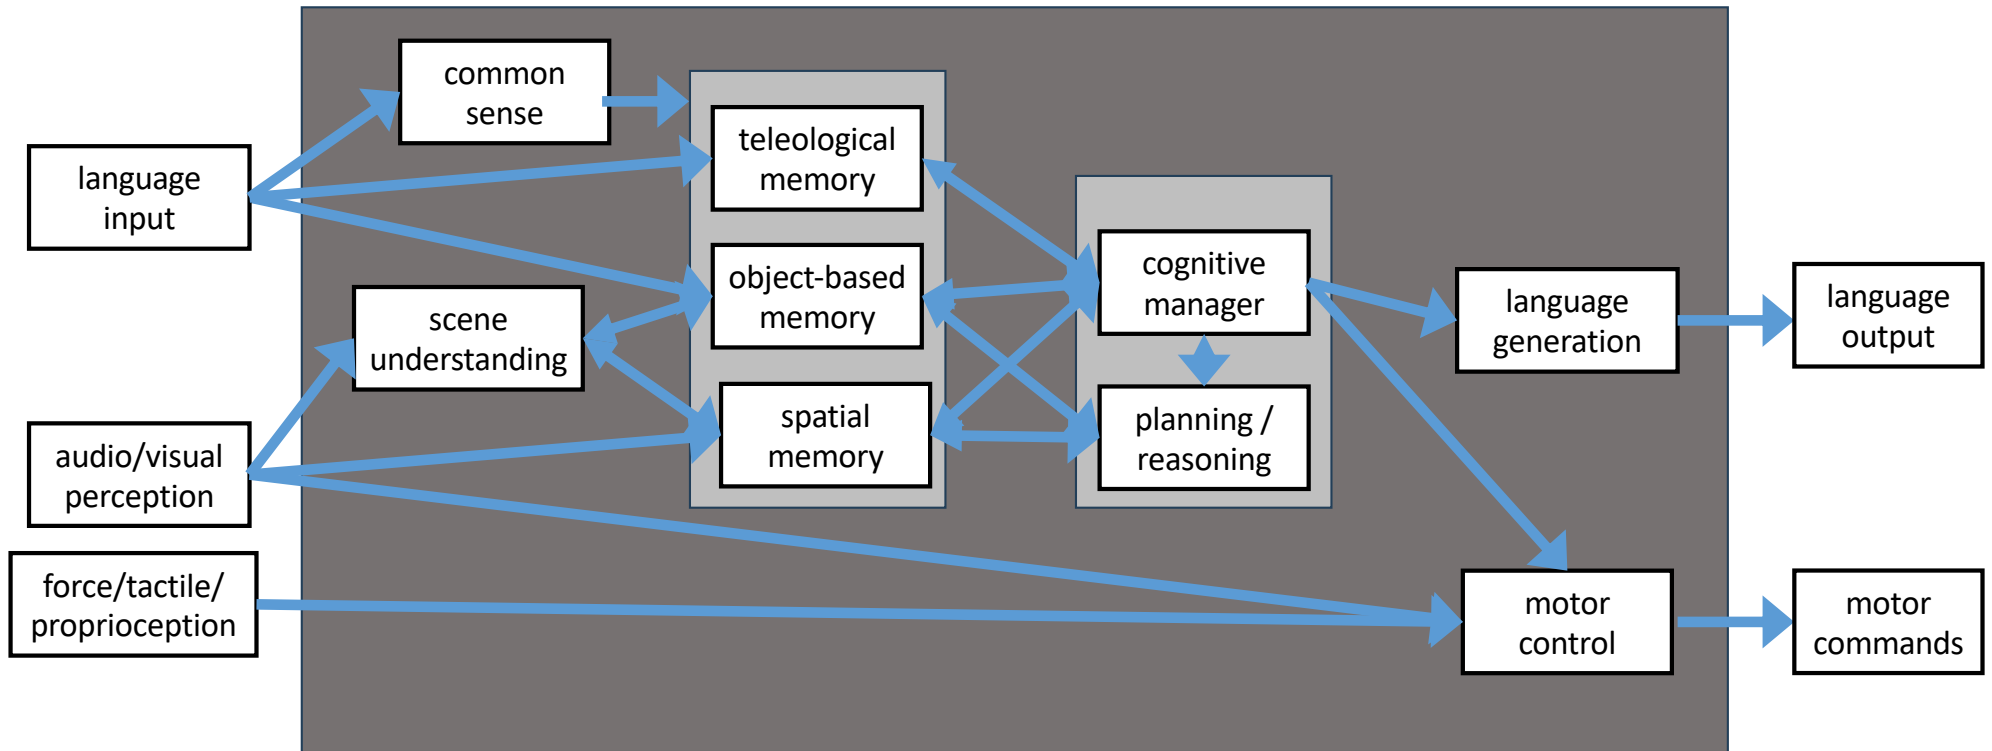 common
sense
teleological
memory
language
input
object-based
memory
cognitive
manager
scene
understanding
language
generation
language
output
spatial
memory
planning /
reasoning
audio/visual
perception
force/tactile/
proprioception
motor
control
motor
commands